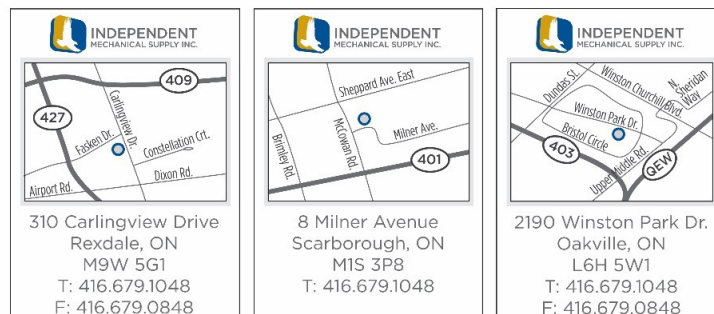 INDEPENDENT
MECHANICAL SUPPLY INC.
409
427
Carlingview Dr.
Fasken Dr.
Constellation Crt.
Dixon Rd.
Airport Rd.
310 Carlingview Drive
Rexdale, ON
M9W 5G1
T: 416.679.1048
F: 416.679.0848
INDEPENDENT
MECHANICAL SUPPLY INC.
Sheppard Ave. East
Brimley Rd.
McCowan Rd.
Milner Ave.
401
8 Milner Avenue
Scarborough, ON
M1S 3P8
T: 416.679.1048
INDEPENDENT
MECHANICAL SUPPLY INC.
Dundas St.
Winston Churchill Blvd.
N. Sheridan
Way
Winston Park Dr.
Bristol Circle
403
Upper Middle Rd.
QEW
2190 Winston Park Dr.
Oakville, ON
L6H 5W1
T: 416.679.1048
F: 416.679.0848